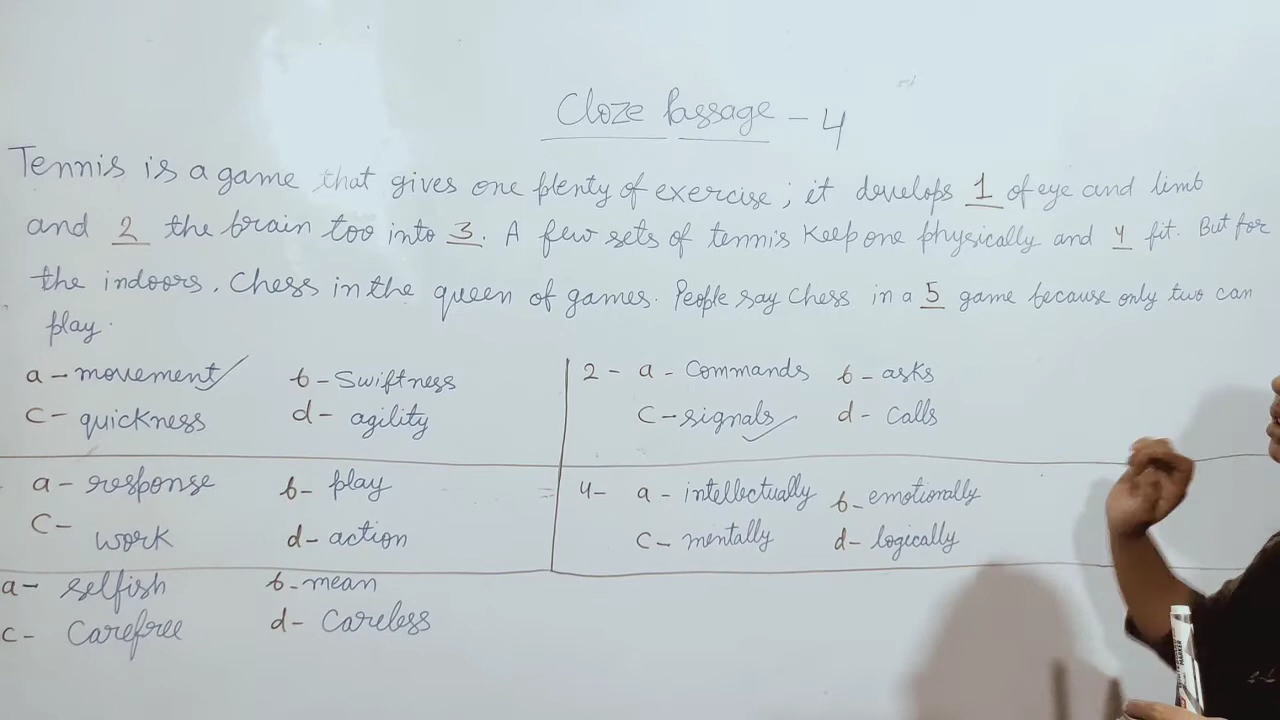 Cloze Passage - 4
Tennis is a game that gives one plenty of exercise; it develops 1 of eye and limb
and 2 the brain too into 3. A few sets of tennis keep one physically and 4 fit. But for
the indoors, Chess in the queen of games. People say Chess in a 5 game because only two can
play.
a - movement b - Swiftness
c - quickness d - agility
2 - a - Commands b - asks
c - signals d - calls
a - response b - play
c - work d - action
4 - a - intellectually b - emotionally
c - mentally d - logically
a - selfish b - mean
c - Carefree d - Careless